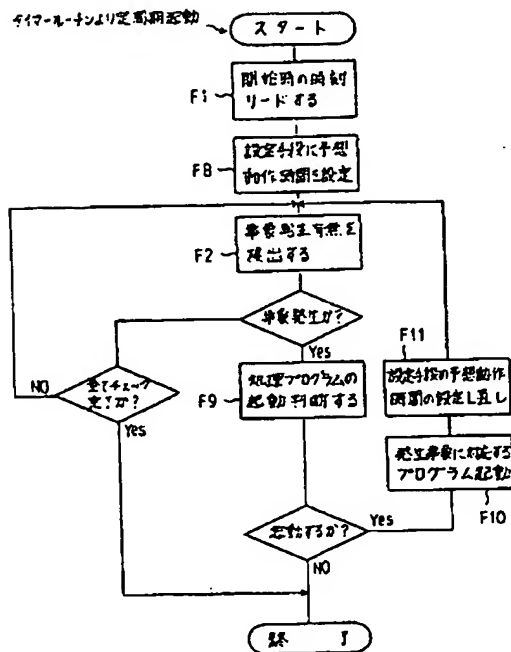 タイマールーチンより定周期起動
スタート
F1
開始時の時刻
リードする
F8
設定手段に予想
動作時間を設定
F2
事象発生有無を
検出する
事象発生か?
Yes
NO
全てチェック
完了か?
Yes
F9
処理プログラムの
起動判断する
F11
設定手段の予想動作
時間の設定し直し
発生事象に対応する
プログラム起動
F10
起動するか?
Yes
NO
終 了